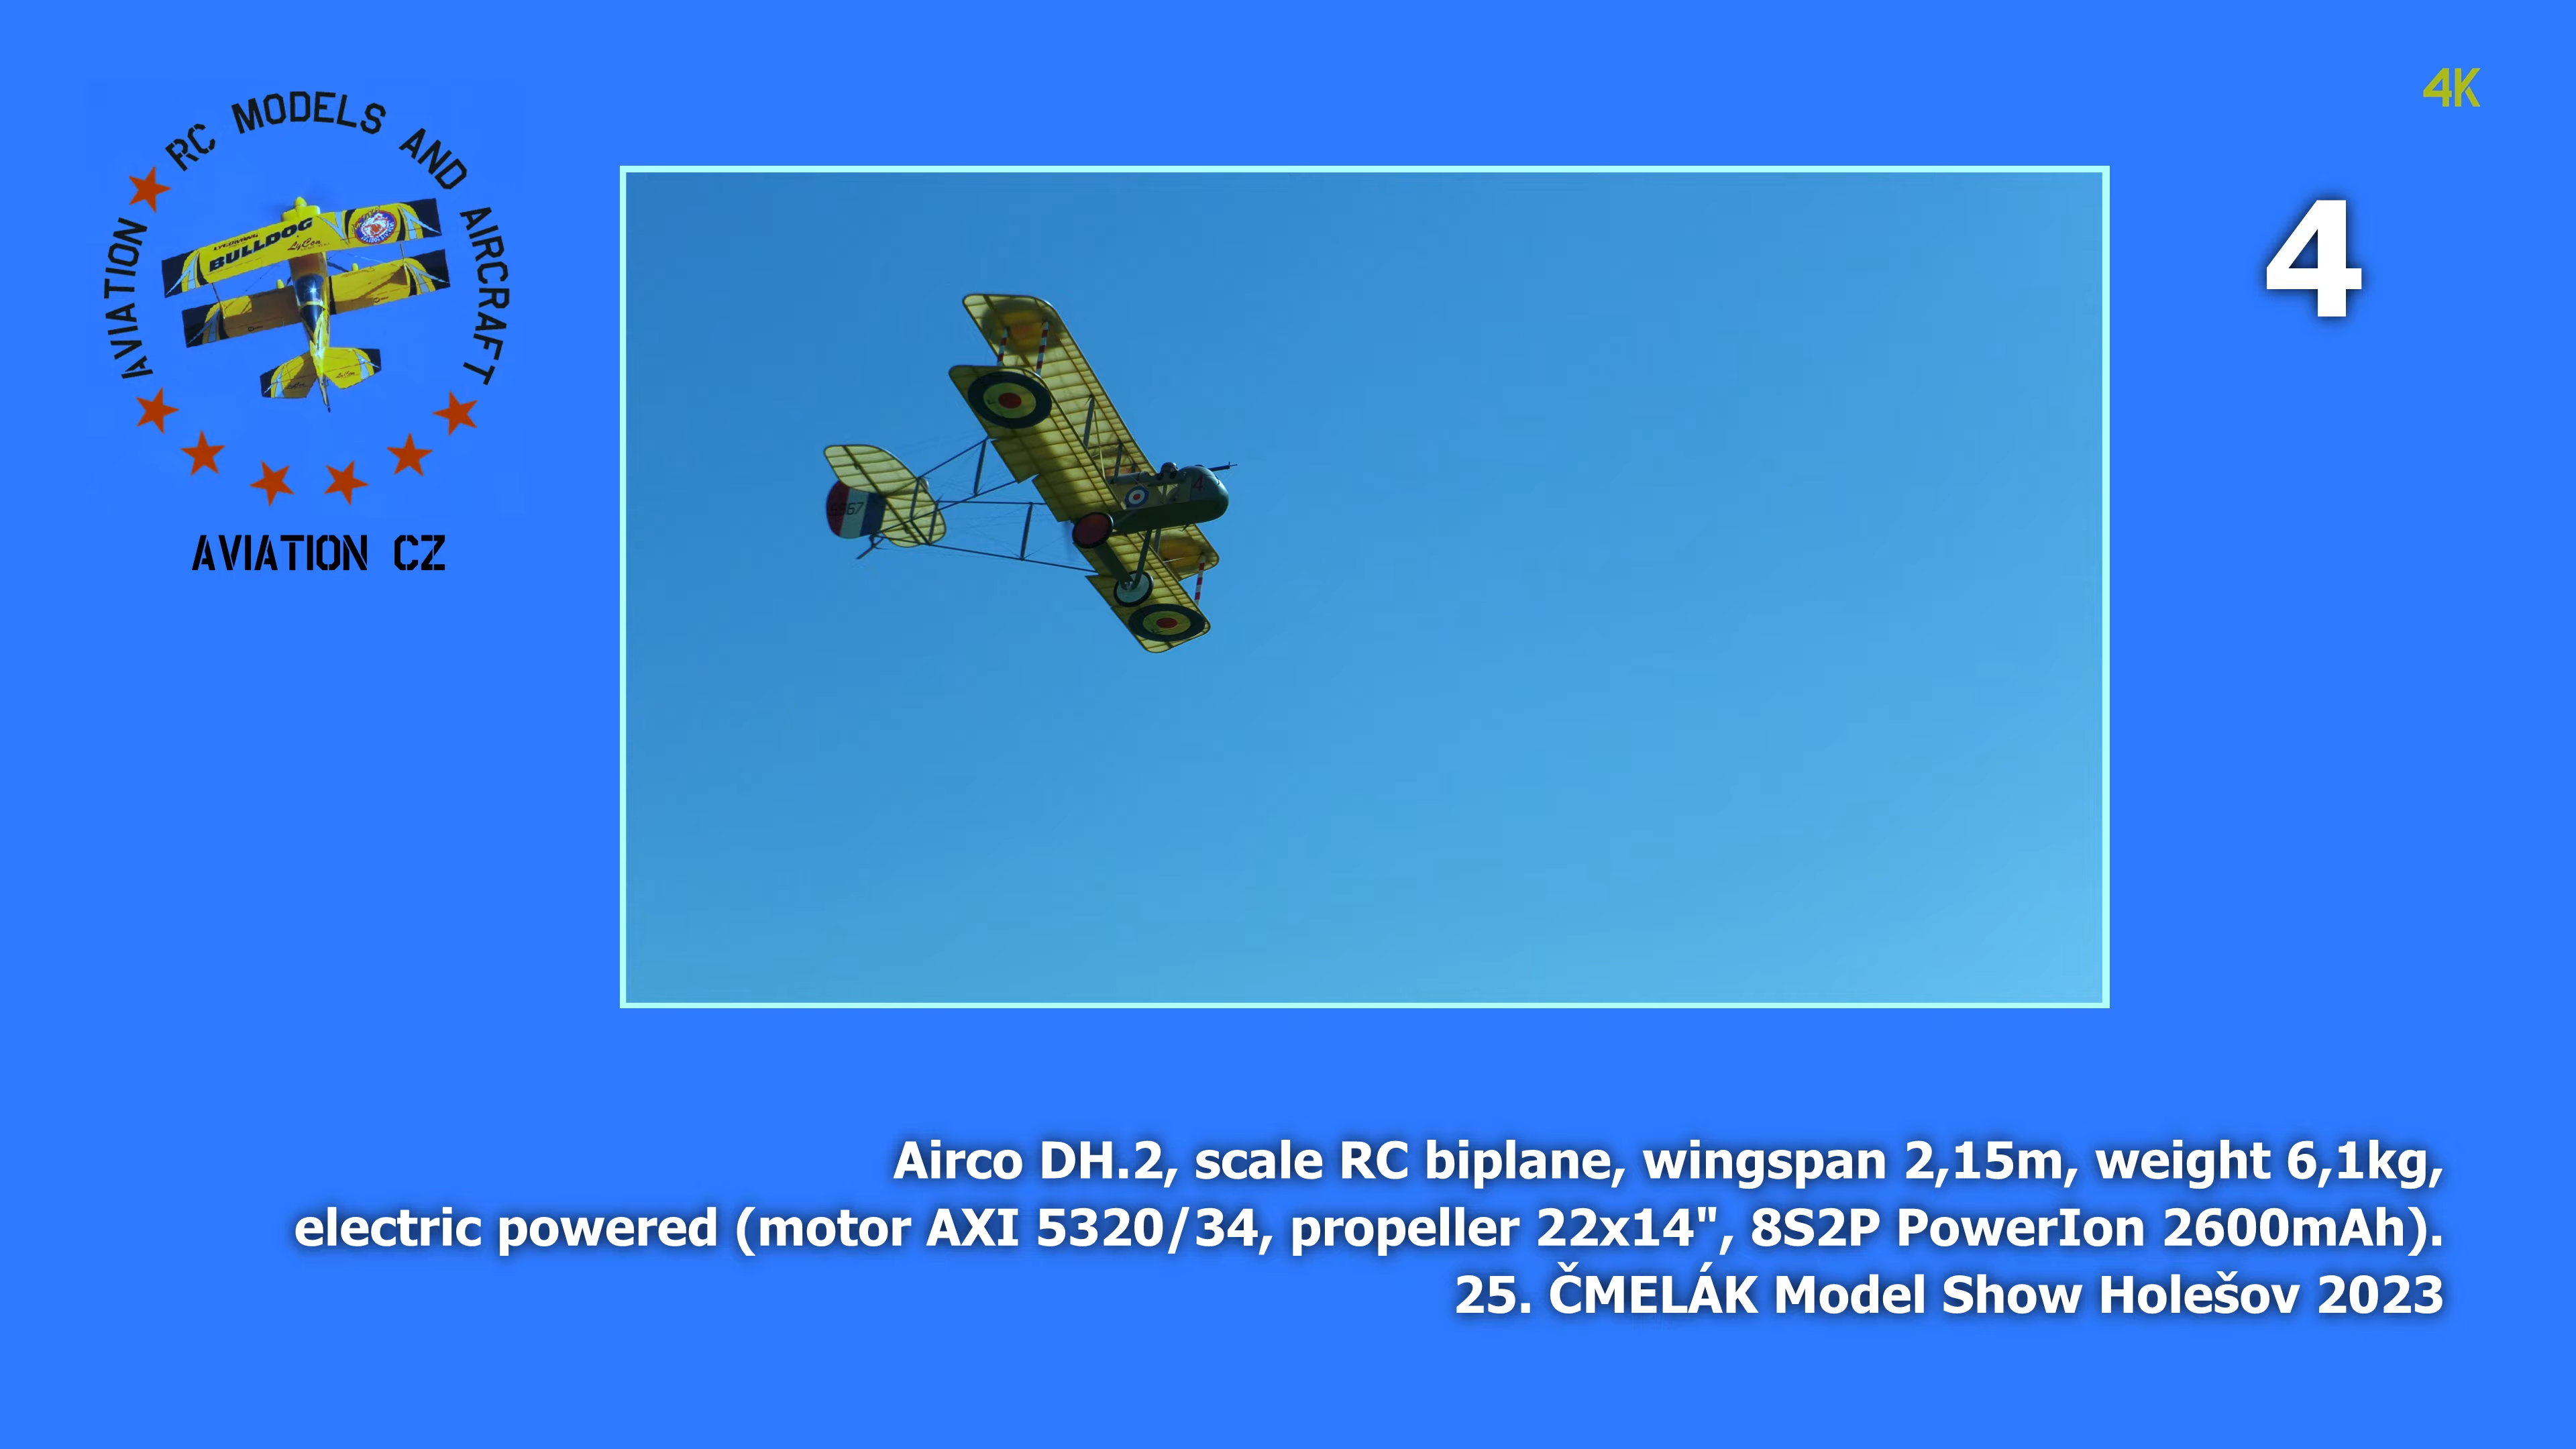 4K
AVIATION RC MODELS AND AIRCRAFT
BULLDOG
LyCon
4
4
AVIATION CZ
Airco DH.2, scale RC biplane, wingspan 2,15m, weight 6,1kg,
electric powered (motor AXI 5320/34, propeller 22x14", 8S2P PowerIon 2600mAh).
25. ČMELÁK Model Show Holešov 2023